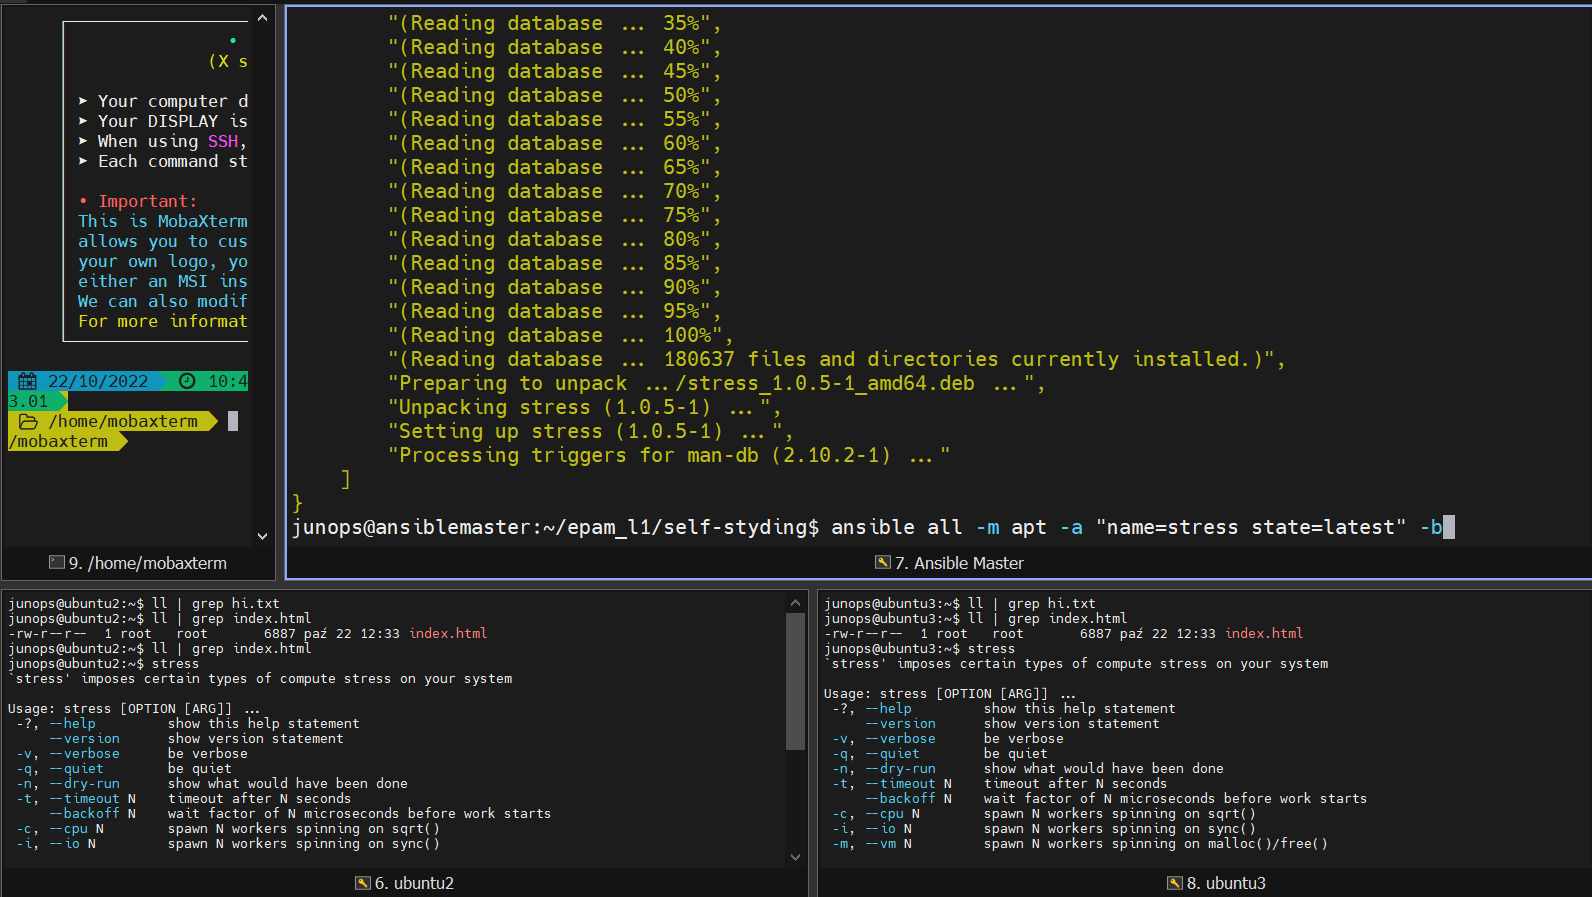 (X s
➤ Your computer d
➤ Your DISPLAY is
➤ When using SSH,
➤ Each command st
• Important:
This is MobaXterm
allows you to cus
your own logo, yo
either an MSI ins
We can also modif
For more informat
22/10/2022 10:4
3.01
/home/mobaxterm
/mobaxterm
9. /home/mobaxterm
"(Reading database ... 35%",
"(Reading database ... 40%",
"(Reading database ... 45%",
"(Reading database ... 50%",
"(Reading database ... 55%",
"(Reading database ... 60%",
"(Reading database ... 65%",
"(Reading database ... 70%",
"(Reading database ... 75%",
"(Reading database ... 80%",
"(Reading database ... 85%",
"(Reading database ... 90%",
"(Reading database ... 95%",
"(Reading database ... 100%",
"(Reading database ... 180637 files and directories currently installed.)",
"Preparing to unpack .../stress_1.0.5-1_amd64.deb ...",
"Unpacking stress (1.0.5-1) ...",
"Setting up stress (1.0.5-1) ...",
"Processing triggers for man-db (2.10.2-1) ..."
]
}
junops@ansiblemaster:~/epam_l1/self-styding$ ansible all -m apt -a "name=stress state=latest" -b
7. Ansible Master
junops@ubuntu2:~$ ll | grep hi.txt
junops@ubuntu2:~$ ll | grep index.html
-rw-r--r-- 1 root root 6887 paź 22 12:33 index.html
junops@ubuntu2:~$ ll | grep index.html
junops@ubuntu2:~$ stress
`stress' imposes certain types of compute stress on your system
Usage: stress [OPTION [ARG]] ...
-?, --help show this help statement
--version show version statement
-v, --verbose be verbose
-q, --quiet be quiet
-n, --dry-run show what would have been done
-t, --timeout N timeout after N seconds
--backoff N wait factor of N microseconds before work starts
-c, --cpu N spawn N workers spinning on sqrt()
-i, --io N spawn N workers spinning on sync()
6. ubuntu2
junops@ubuntu3:~$ ll | grep hi.txt
junops@ubuntu3:~$ ll | grep index.html
-rw-r--r-- 1 root root 6887 paź 22 12:33 index.html
junops@ubuntu3:~$ stress
`stress' imposes certain types of compute stress on your system
Usage: stress [OPTION [ARG]] ...
-?, --help show this help statement
--version show version statement
-v, --verbose be verbose
-q, --quiet be quiet
-n, --dry-run show what would have been done
-t, --timeout N timeout after N seconds
--backoff N wait factor of N microseconds before work starts
-c, --cpu N spawn N workers spinning on sqrt()
-i, --io N spawn N workers spinning on sync()
-m, --vm N spawn N workers spinning on malloc()/free()
8. ubuntu3